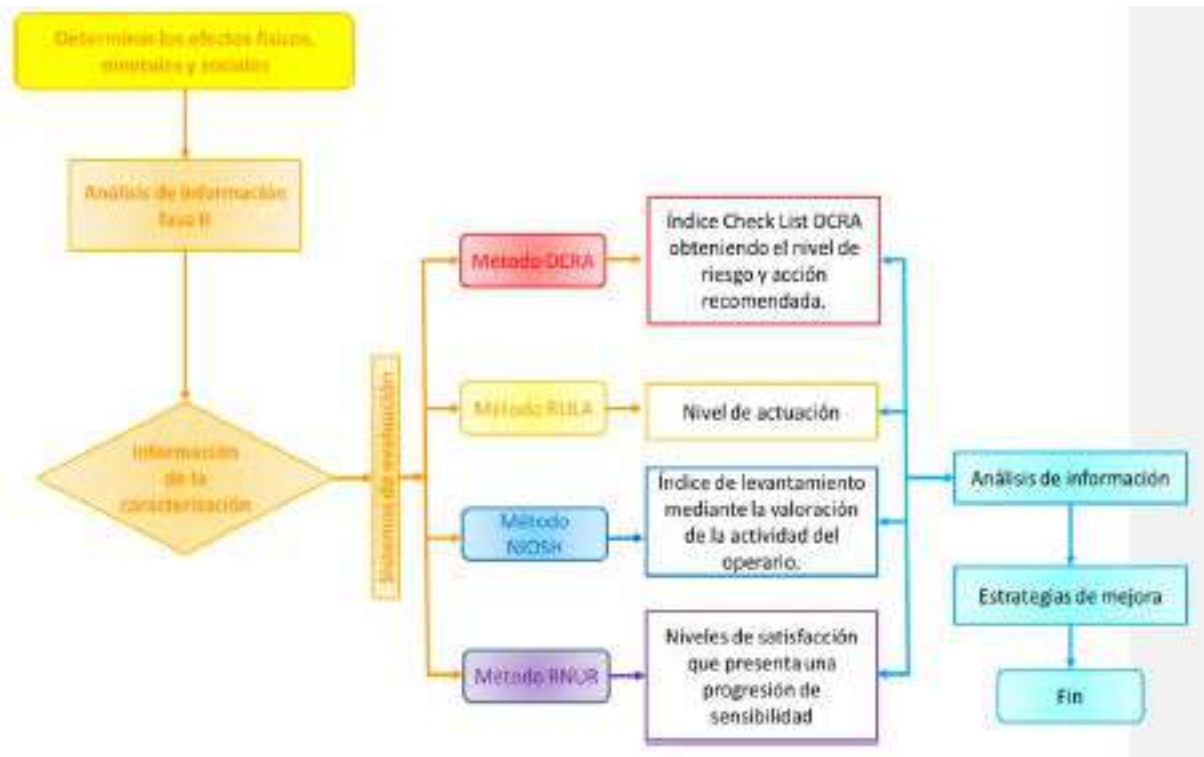 Determinar los efectos físicos,
mentales y sociales
Análisis de información
fase II
Información
de la
caracterización
Sistemas de evaluación
Método OCRA
Índice Check List OCRA
obteniendo el nivel de
riesgo y acción
recomendada.
Método RULA
Nivel de actuación
Método
NIOSH
Índice de levantamiento
mediante la valoración
de la actividad del
operario.
Método RNUR
Niveles de satisfacción
que presenta una
progresión de
sensibilidad
Análisis de información
Estrategias de mejora
Fin